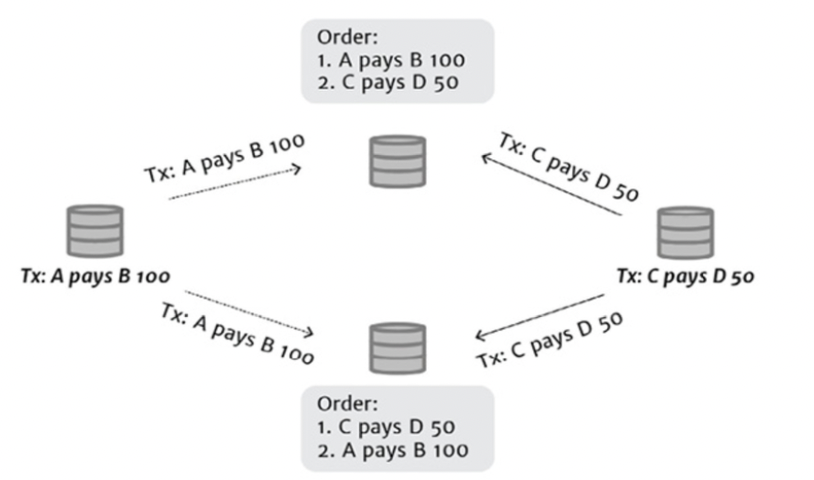 Order:
1. A pays B 100
2. C pays D 50
Tx: A pays B 100
Tx: C pays D 50
Tx: A pays B 100
Tx: C pays D 50
Tx: A pays B 100
Tx: C pays D 50
Order:
1. C pays D 50
2. A pays B 100